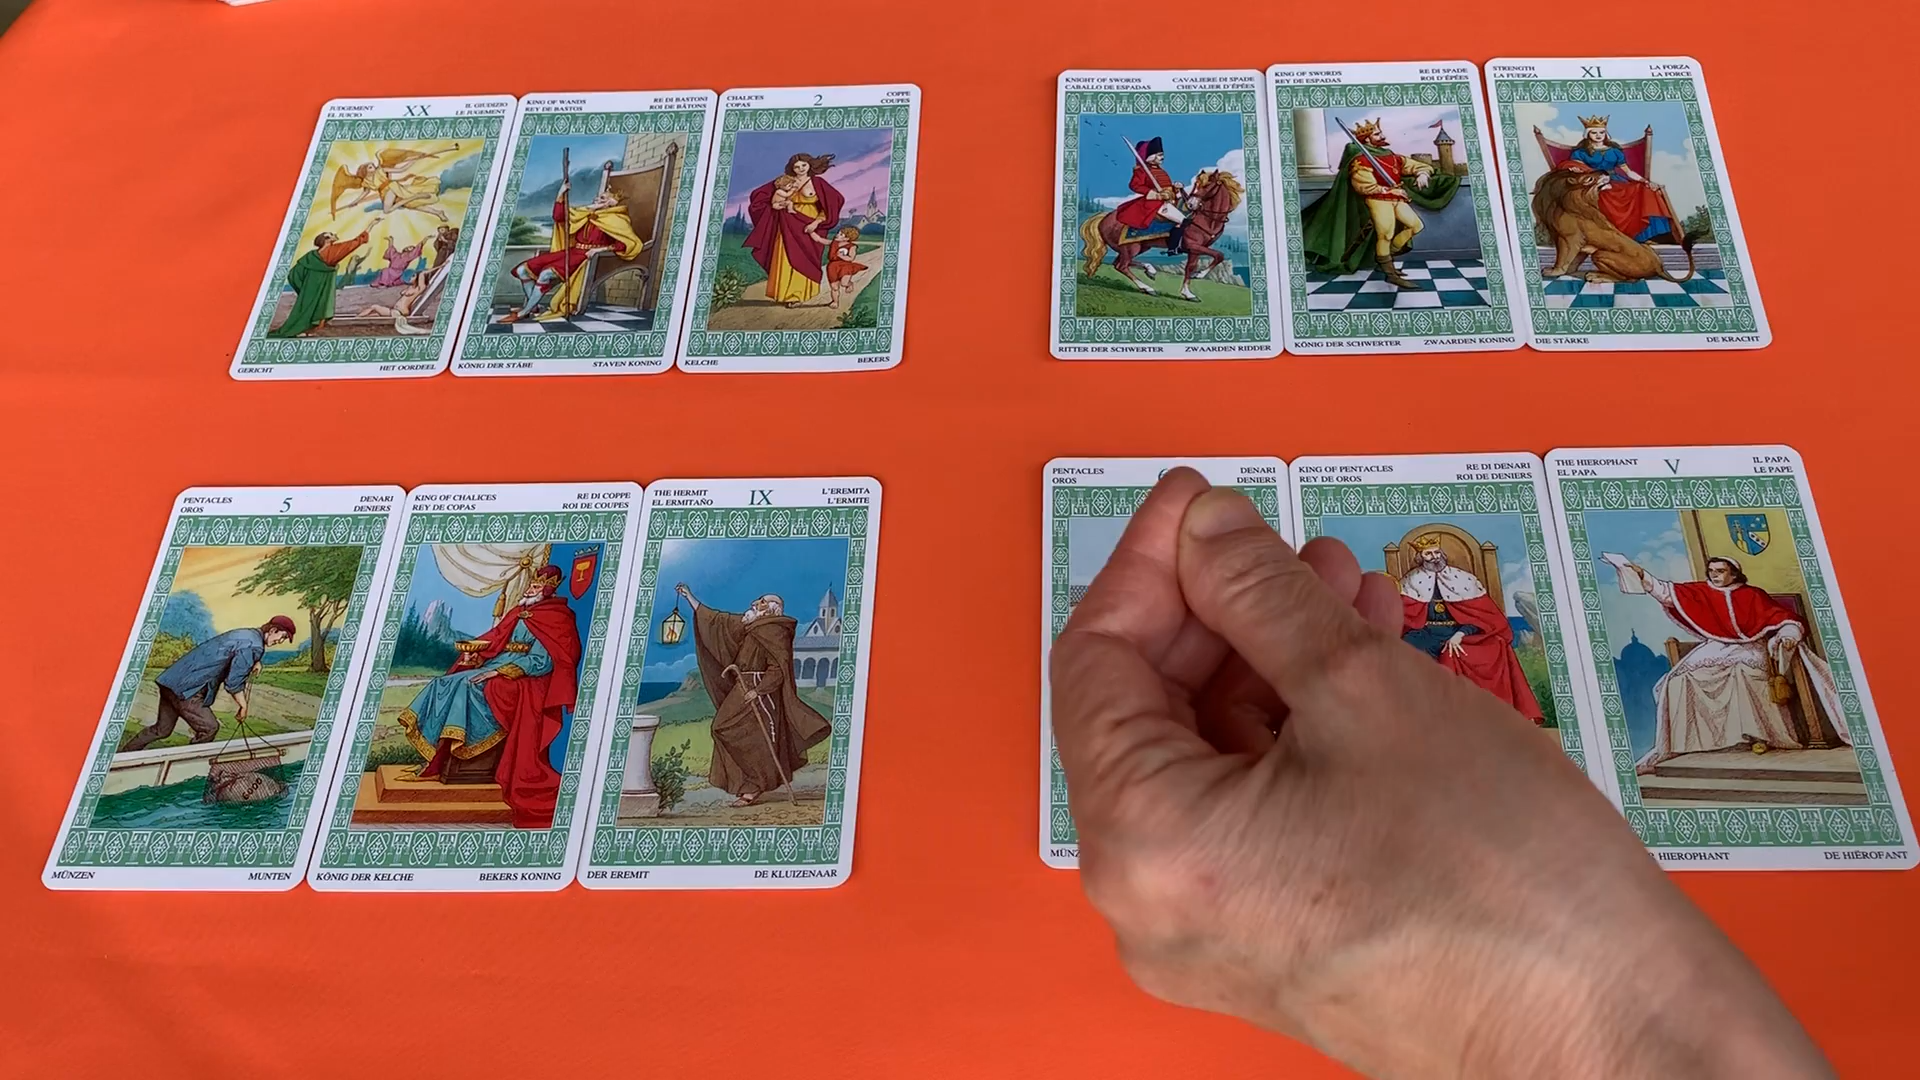 JUDGEMENT XX IL GIUDIZIO
EL JUICIO LE JUGEMENT
GERICHT HET OORDEEL
KING OF WANDS RE DI BASTONI
REY DE BASTOS ROI DE BÂTONS
KÖNIG DER STÄBE STAVEN KONING
CHALICES 2 COPPE
COPAS COUPES
KELCHE BEKERS
KNIGHT OF SWORDS CAVALIERE DI SPADE
CABALLO DE ESPADAS CHEVALIER D'ÉPÉES
RITTER DER SCHWERTER ZWAARDEN RIDDER
KING OF SWORDS RE DI SPADE
REY DE ESPADAS ROI D'ÉPÉES
KÖNIG DER SCHWERTER ZWAARDEN KONING
STRENGTH XI LA FORZA
LA FUERZA LA FORCE
DIE STÄRKE DE KRACHT
PENTACLES 5 DENARI
OROS DENIERS
GOOD
MÜNZEN MUNTEN
KING OF CHALICES RE DI COPPE
REY DE COPAS ROI DE COUPES
KÖNIG DER KELCHE BEKERS KONING
THE HERMIT IX L'EREMITA
EL ERMITAÑO L'ERMITE
DER EREMIT DE KLUIZENAAR
PENTACLES DENARI
OROS DENIERS
MÜNZ
KING OF PENTACLES RE DI DENARI
REY DE OROS ROI DE DENIERS
THE HIEROPHANT V IL PAPA
EL PAPA LE PAPE
R HIEROPHANT DE HIËROFANT